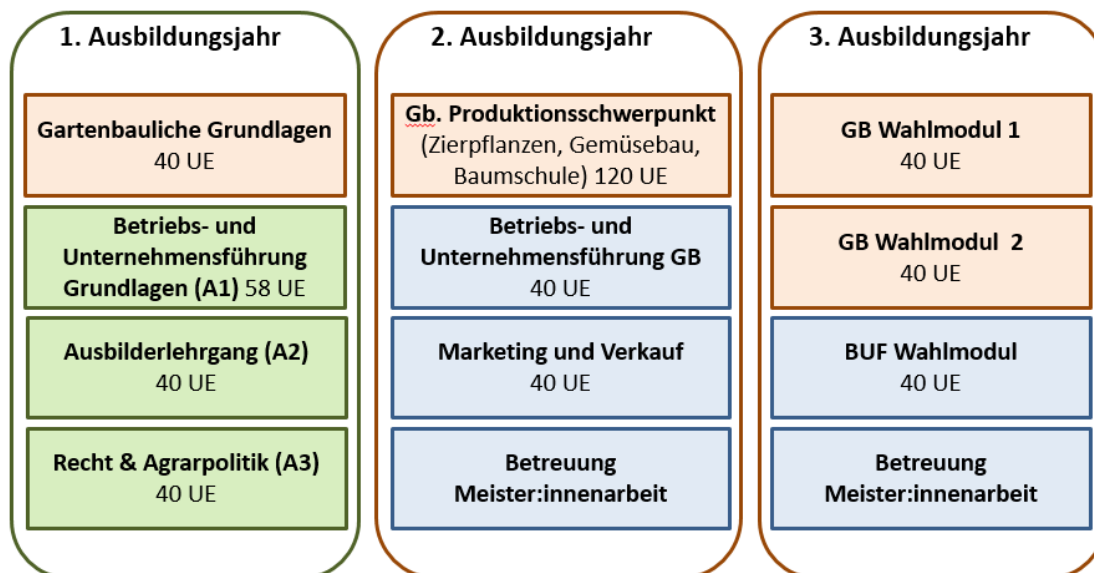 1. Ausbildungsjahr
Gartenbauliche Grundlagen
40 UE
Betriebs- und
Unternehmensführung
Grundlagen (A1) 58 UE
Ausbilderlehrgang (A2)
40 UE
Recht & Agrarpolitik (A3)
40 UE
2. Ausbildungsjahr
Gb. Produktionsschwerpunkt
(Zierpflanzen, Gemüsebau,
Baumschule) 120 UE
Betriebs- und
Unternehmensführung GB
40 UE
Marketing und Verkauf
40 UE
Betreuung
Meister:innenarbeit
3. Ausbildungsjahr
GB Wahlmodul 1
40 UE
GB Wahlmodul 2
40 UE
BUF Wahlmodul
40 UE
Betreuung
Meister:innenarbeit